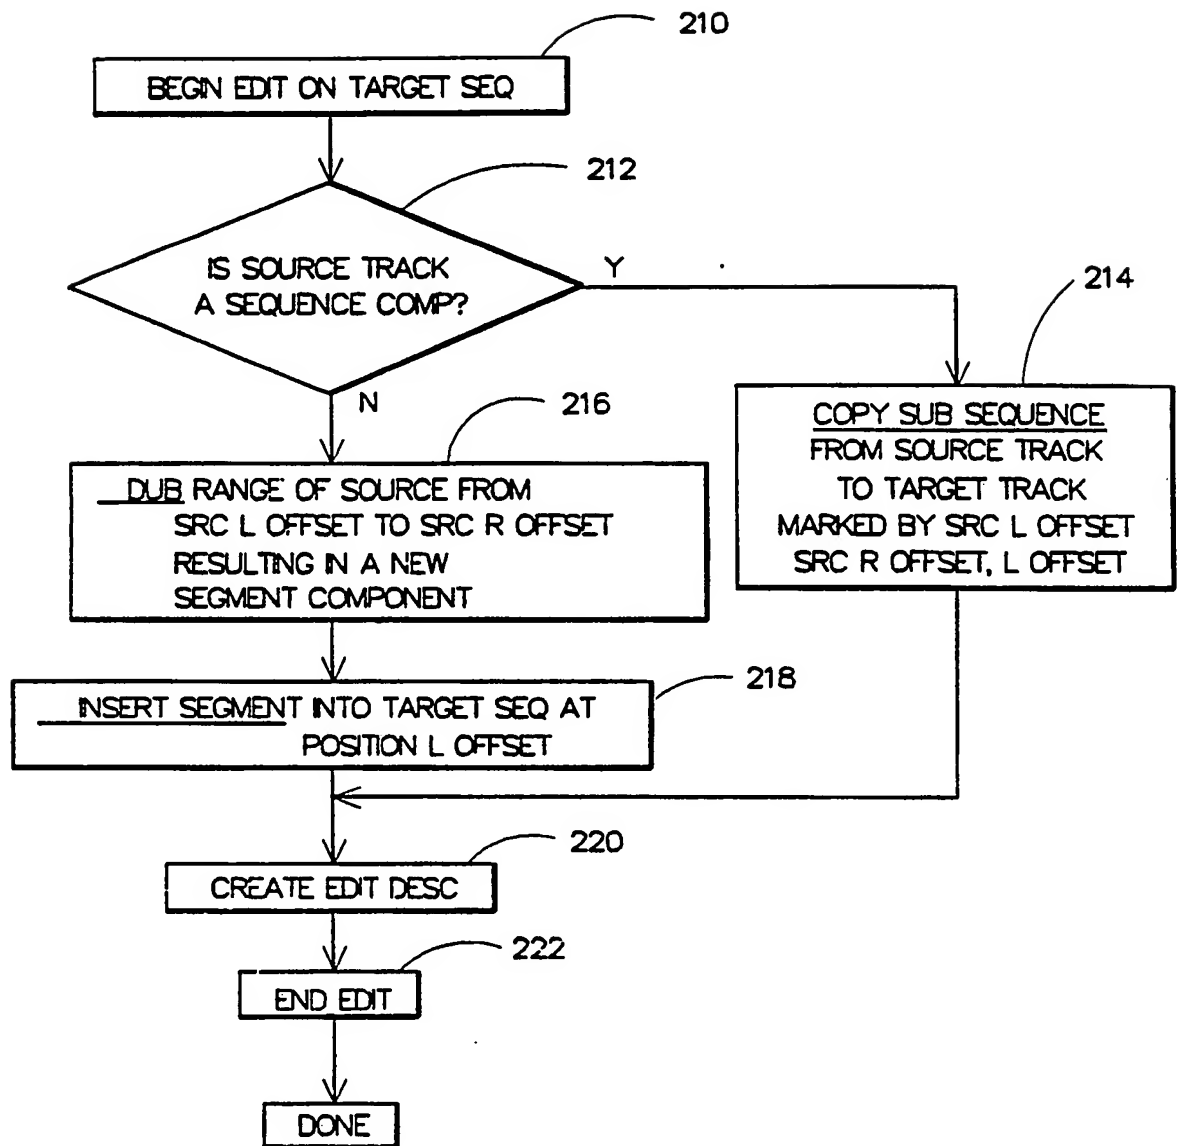 210
BEGIN EDIT ON TARGET SEQ
212
IS SOURCE TRACK
A SEQUENCE COMP?
Y
N
214
COPY SUB SEQUENCE
FROM SOURCE TRACK
TO TARGET TRACK
MARKED BY SRC L OFFSET
SRC R OFFSET, L OFFSET
216
DUB RANGE OF SOURCE FROM
SRC L OFFSET TO SRC R OFFSET
RESULTING IN A NEW
SEGMENT COMPONENT
218
INSERT SEGMENT INTO TARGET SEQ AT
POSITION L OFFSET
220
CREATE EDIT DESC
222
END EDIT
DONE